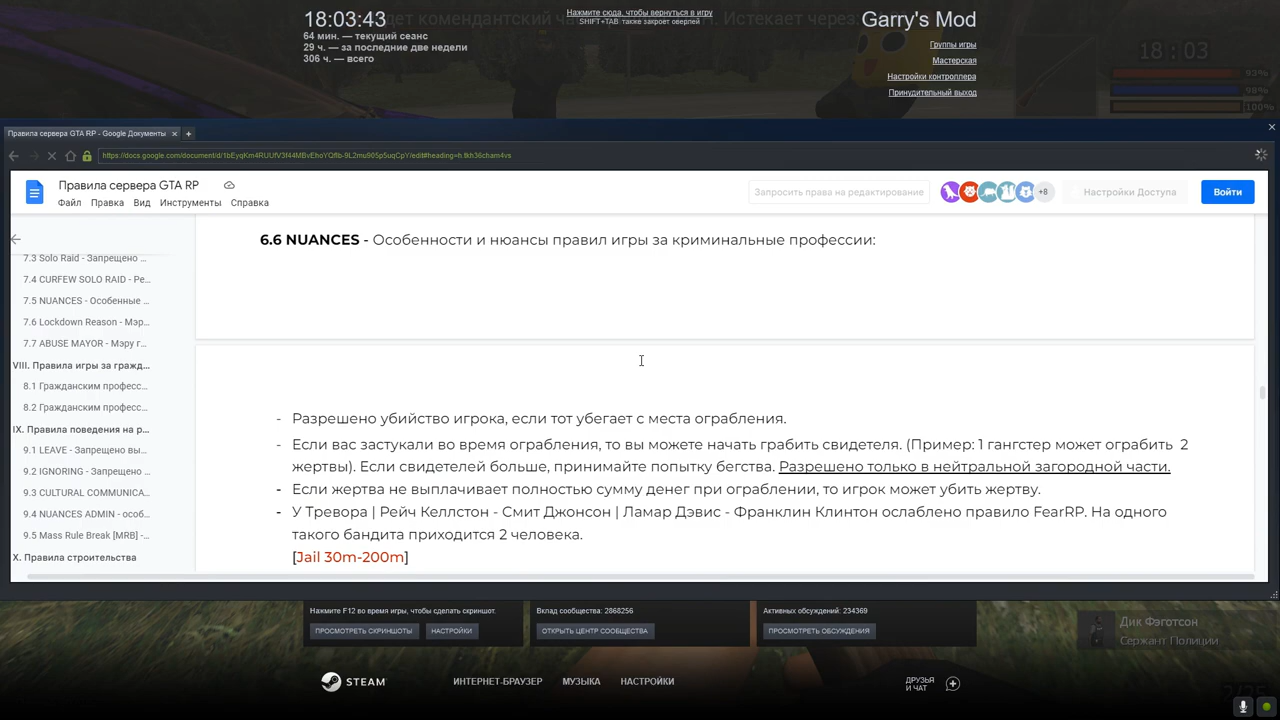 18:03:43
64 мин. — текущий сеанс
29 ч. — за последние две недели
306 ч. — всего
Нажмите сюда, чтобы вернуться в игру
SHIFT+TAB также закроет оверлей
Garry's Mod
Группы игры
Мастерская
Настройки контроллера
Принудительный выход
дет комендантский час
Истекает через:
18:03
92%
98%
100%
Правила сервера GTA RP - Google Документы
Правила сервера GTA RP
Файл Правка Вид Инструменты Справка
Запросить права на редактирование
+8
Настройки Доступа
Войти
7.3 Solo Raid - Запрещено ...
7.4 CURFEW SOLO RAID - Ре...
7.5 NUANCES - Особенные ...
7.6 Lockdown Reason - Мэр...
7.7 ABUSE MAYOR - Мэру г...
VIII. Правила игры за гражд...
8.1 Гражданским професс...
8.2 Гражданским професс...
IX. Правила поведения на р...
9.1 LEAVE - Запрещено вы...
9.2 IGNORING - Запрещено ...
9.3 CULTURAL COMMUNICA...
9.4 NUANCES ADMIN - особ...
9.5 Mass Rule Break [MRB] -...
X. Правила строительства
6.6 NUANCES - Особенности и нюансы правил игры за криминальные профессии:
- Разрешено убийство игрока, если тот убегает с места ограбления.
- Если вас застукали во время ограбления, то вы можете начать грабить свидетеля. (Пример: 1 гангстер может ограбить 2
жертвы). Если свидетелей больше, принимайте попытку бегства. Разрешено только в нейтральной загородной части.
- Если жертва не выплачивает полностью сумму денег при ограблении, то игрок может убить жертву.
- У Тревора | Рейч Келлстон - Смит Джонсон | Ламар Дэвис - Франклин Клинтон ослаблено правило FearRP. На одного
такого бандита приходится 2 человека.
[Jail 30m-200m]
Нажмите F12 во время игры, чтобы сделать скриншот.
ПРОСМОТРЕТЬ СКРИНШОТЫ
НАСТРОЙКИ
Вклад сообщества: 2868256
ОТКРЫТЬ ЦЕНТР СООБЩЕСТВА
Активных обсуждений: 234369
ПРОСМОТРЕТЬ ОБСУЖДЕНИЯ
Дик Фэготсон
Сержант Полиции
STEAM
ИНТЕРНЕТ-БРАУЗЕР
МУЗЫКА
НАСТРОЙКИ
ДРУЗЬЯ
И ЧАТ